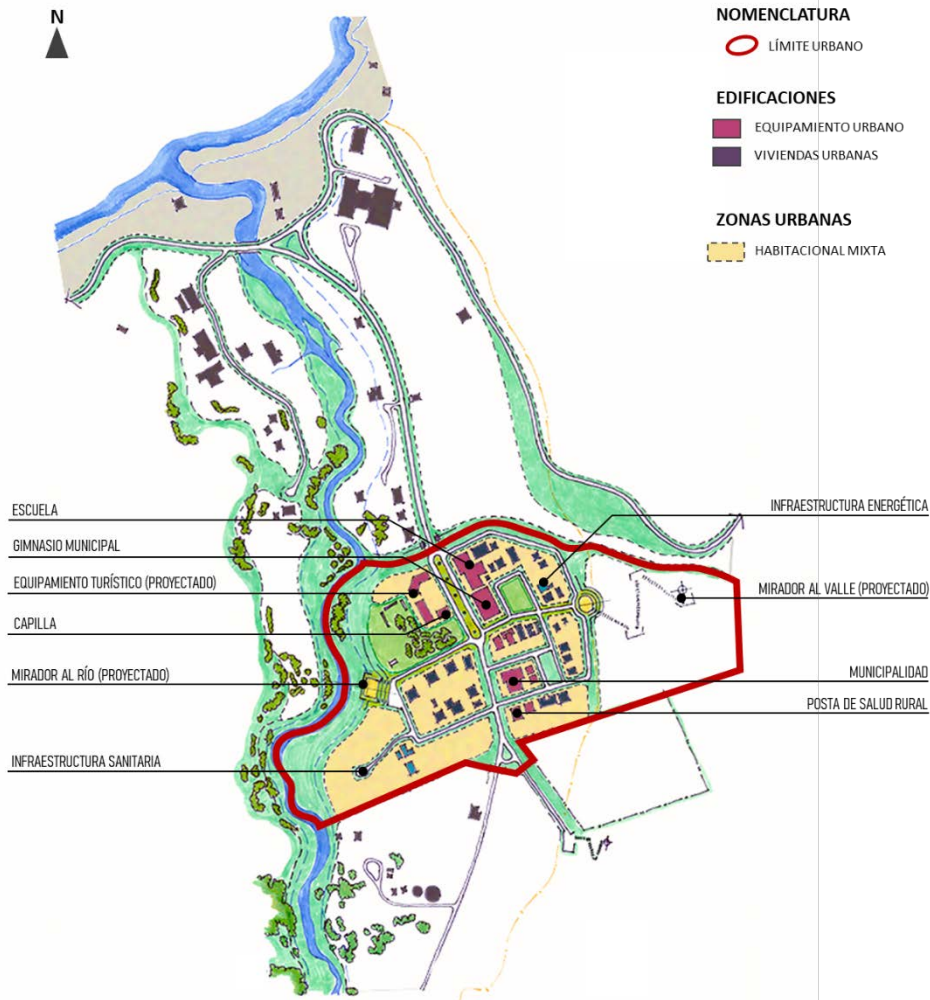 N
NOMENCLATURA
LÍMITE URBANO
EDIFICACIONES
EQUIPAMIENTO URBANO
VIVIENDAS URBANAS
ZONAS URBANAS
HABITACIONAL MIXTA
ESCUELA
GIMNASIO MUNICIPAL
EQUIPAMIENTO TURÍSTICO (PROYECTADO)
CAPILLA
MIRADOR AL RÍO (PROYECTADO)
INFRAESTRUCTURA SANITARIA
INFRAESTRUCTURA ENERGÉTICA
MIRADOR AL VALLE (PROYECTADO)
MUNICIPALIDAD
POSTA DE SALUD RURAL